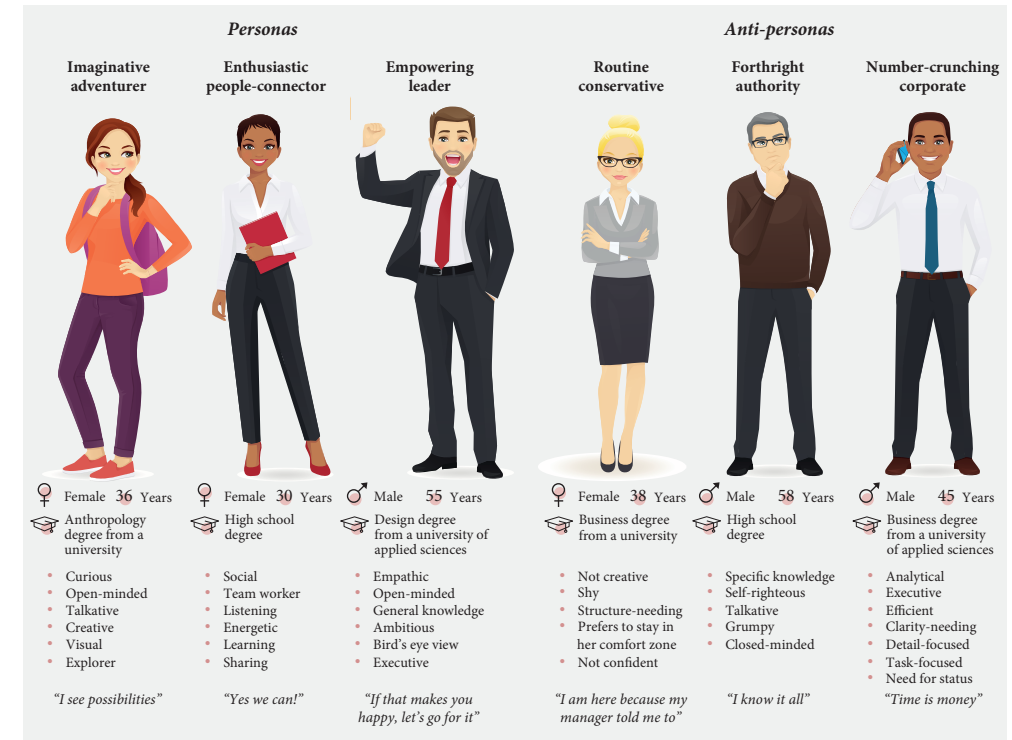 Personas
Anti-personas
Imaginative
adventurer
Enthusiastic
people-connector
Empowering
leader
Routine
conservative
Forthright
authority
Number-crunching
corporate
Female 36 Years
Anthropology
degree from a
university
• Curious
• Open-minded
• Talkative
• Creative
• Visual
• Explorer
“I see possibilities”
Female 30 Years
High school
degree
• Social
• Team worker
• Listening
• Energetic
• Learning
• Sharing
“Yes we can!”
Male 55 Years
Design degree
from a university of
applied sciences
• Empathic
• Open-minded
• General knowledge
• Ambitious
• Bird's eye view
• Executive
“If that makes you
happy, let’s go for it”
Female 38 Years
Business degree
from a university
• Not creative
• Shy
• Structure-needing
• Prefers to stay in
her comfort zone
• Not confident
“I am here because my
manager told me to”
Male 58 Years
High school
degree
• Specific knowledge
• Self-righteous
• Talkative
• Grumpy
• Closed-minded
“I know it all”
Male 45 Years
Business degree
from a university
of applied sciences
• Analytical
• Executive
• Efficient
• Clarity-needing
• Detail-focused
• Task-focused
• Need for status
“Time is money”